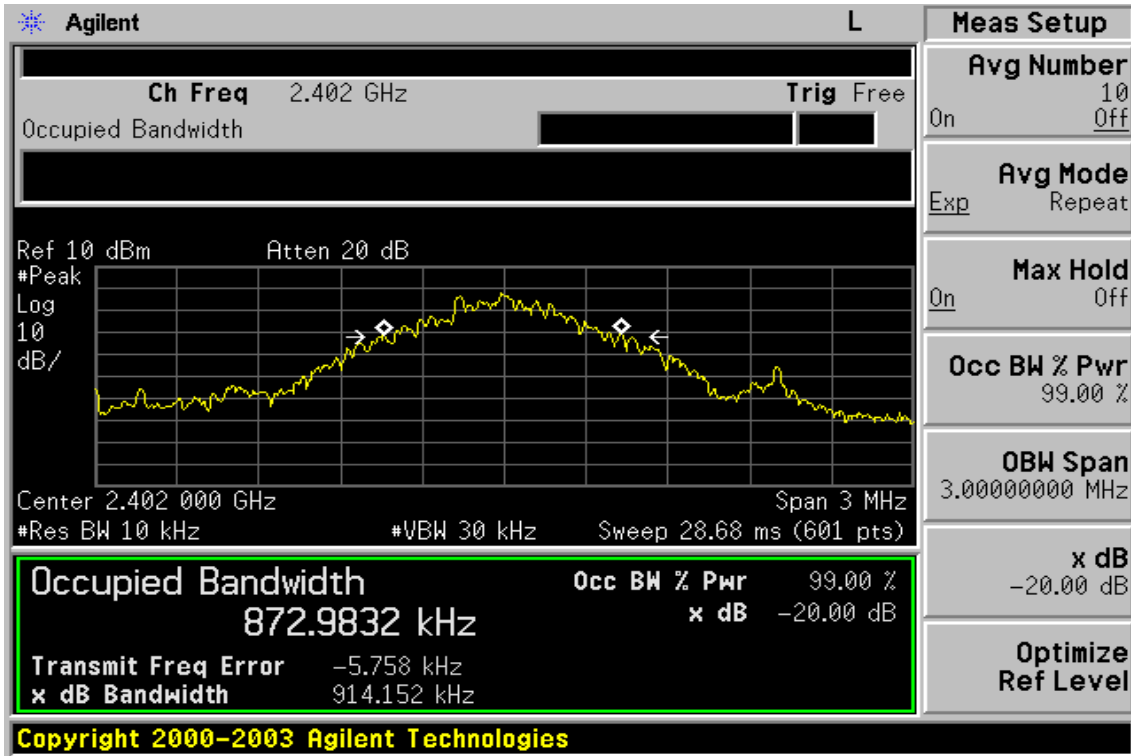 Agilent L
Ch Freq 2.402 GHz Trig Free
Occupied Bandwidth
Ref 10 dBm Atten 20 dB
#Peak
Log
10
dB/
Center 2.402 000 GHz Span 3 MHz
#Res BW 10 kHz #VBW 30 kHz Sweep 28.68 ms (601 pts)
Occupied Bandwidth Occ BW % Pwr 99.00 %
872.9832 kHz x dB -20.00 dB
Transmit Freq Error -5.758 kHz
x dB Bandwidth 914.152 kHz
Copyright 2000-2003 Agilent Technologies
Meas Setup
Avg Number
10
On Off
Avg Mode
Exp Repeat
Max Hold
On Off
Occ BW % Pwr
99.00 %
OBW Span
3.00000000 MHz
x dB
-20.00 dB
Optimize
Ref Level